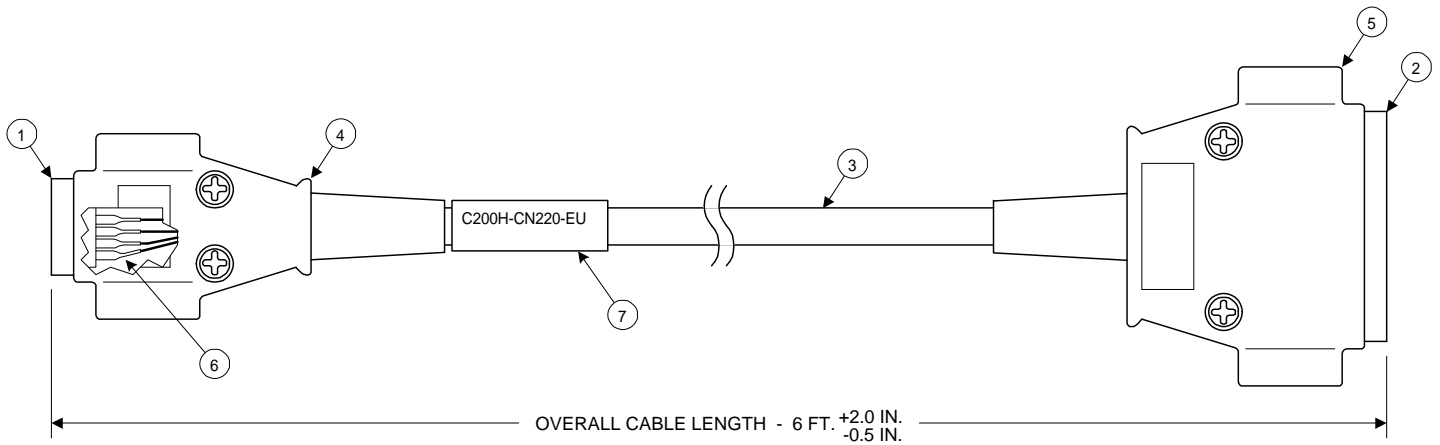 5
2
1
4
3
C200H-CN220-EU
7
6
OVERALL CABLE LENGTH - 6 FT. +2.0 IN.
-0.5 IN.